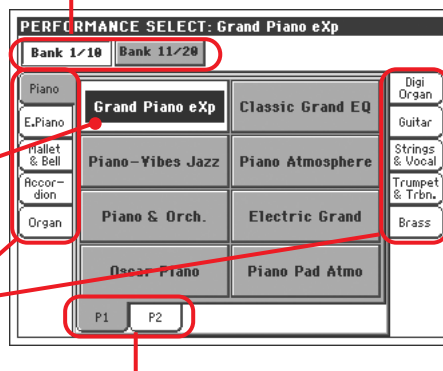 PERFORMANCE SELECT: Grand Piano eXp
Bank 1/10 Bank 11/20
Piano
E.Piano
Mallet
& Bell
Accor-
dion
Organ
Grand Piano eXp Classic Grand EQ
Piano-Vibes Jazz Piano Atmosphere
Piano & Orch. Electric Grand
Oscar Piano Piano Pad Atmo
Digi
Organ
Guitar
Strings
& Vocal
Trumpet
& Trbn.
Brass
P1 P2